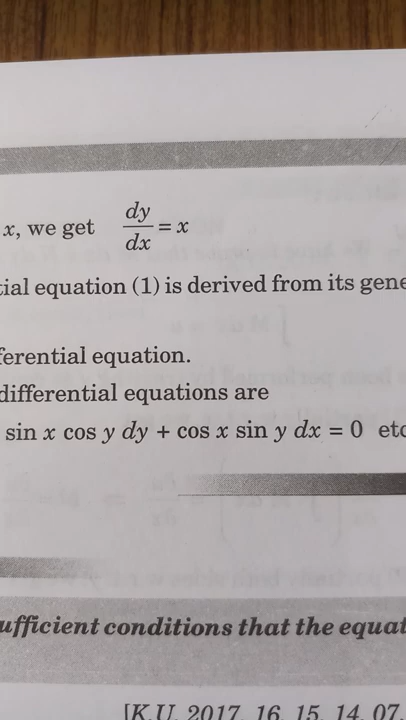 x, we get dy/dx = x
tial equation (1) is derived from its gene
ferential equation.
differential equations are
sin x cos y dy + cos x sin y dx = 0 etc
ufficient conditions that the equat
[K.U. 2017, 16, 15, 14, 07